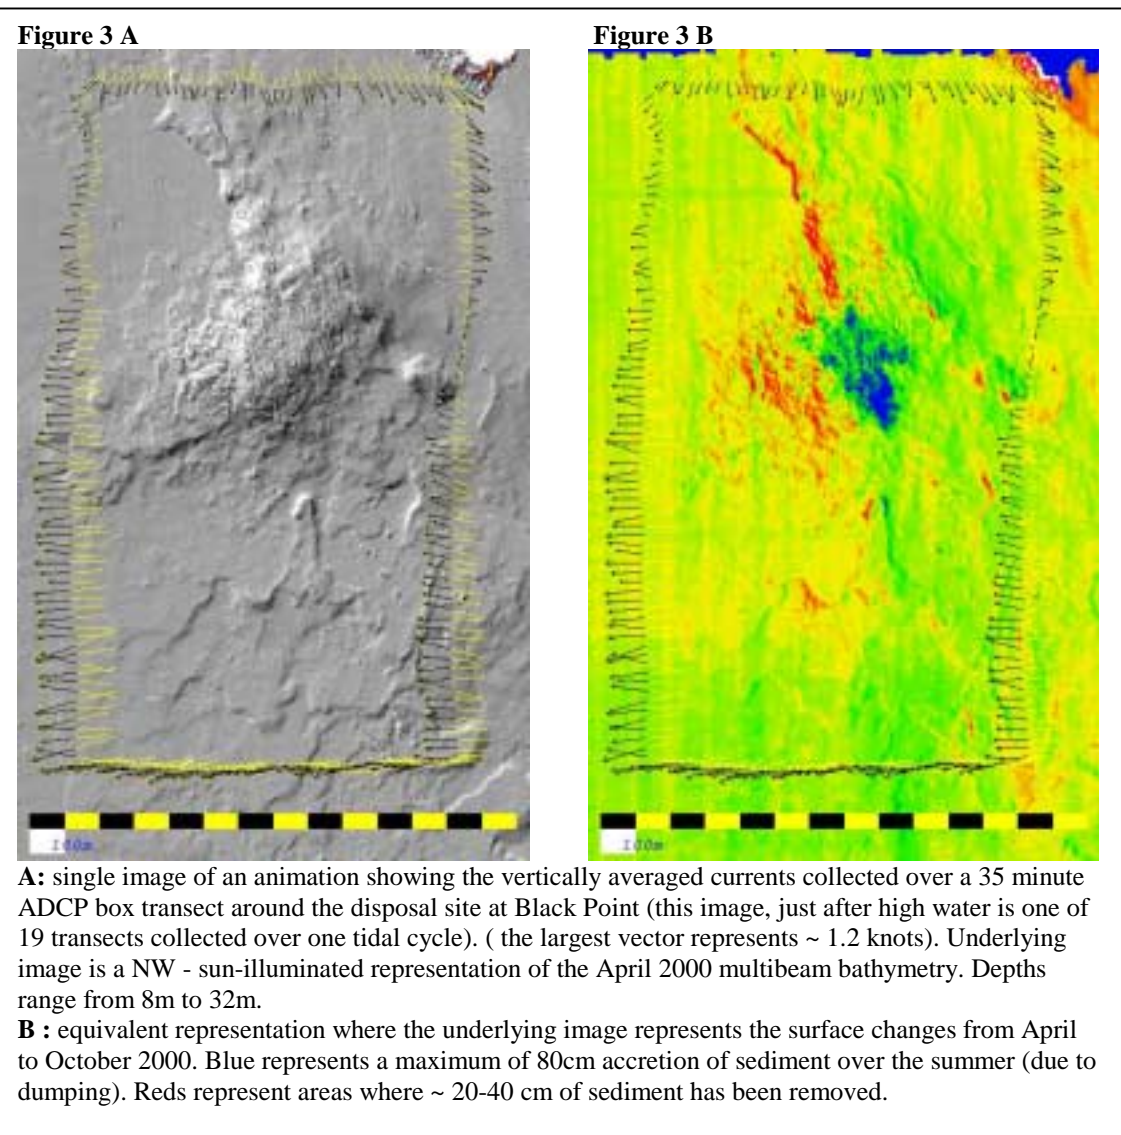 Figure 3 A
Figure 3 B
100m
100m
A: single image of an animation showing the vertically averaged currents collected over a 35 minute
ADCP box transect around the disposal site at Black Point (this image, just after high water is one of
19 transects collected over one tidal cycle). ( the largest vector represents ~ 1.2 knots). Underlying
image is a NW - sun-illuminated representation of the April 2000 multibeam bathymetry. Depths
range from 8m to 32m.
B : equivalent representation where the underlying image represents the surface changes from April
to October 2000. Blue represents a maximum of 80cm accretion of sediment over the summer (due to
dumping). Reds represent areas where ~ 20-40 cm of sediment has been removed.